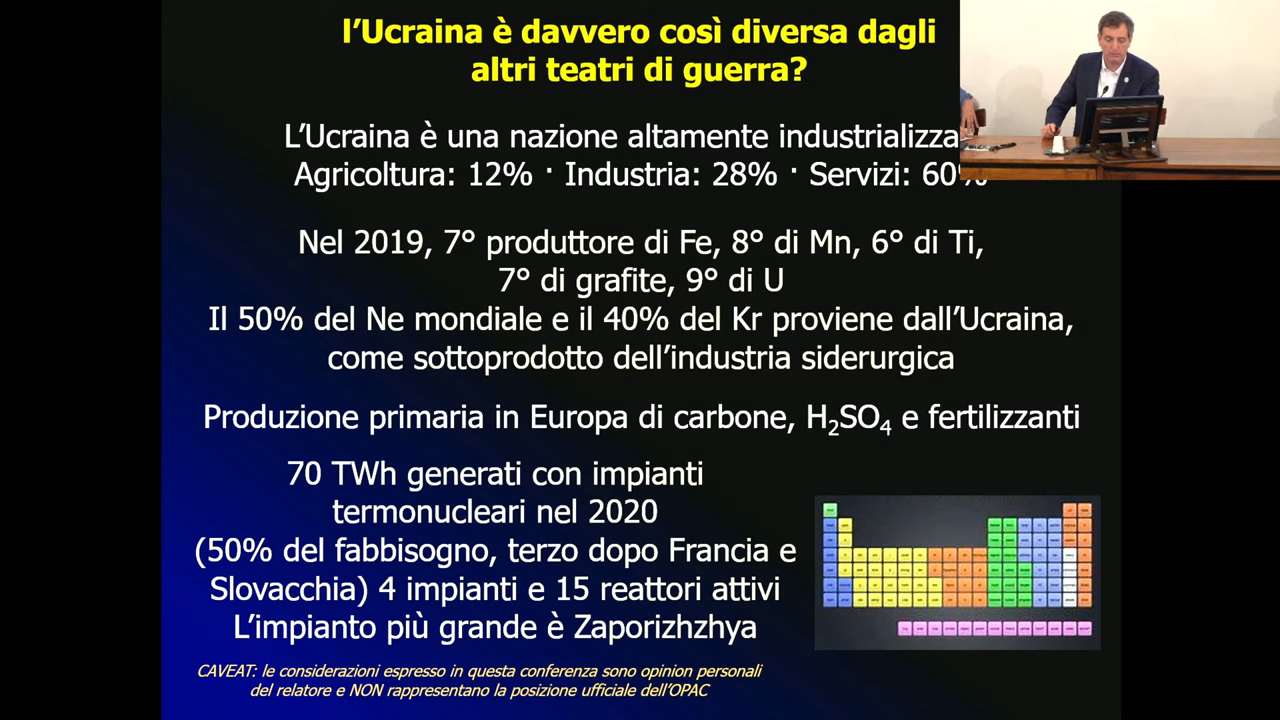 l'Ucraina è davvero così diversa dagli
altri teatri di guerra?
L'Ucraina è una nazione altamente industrializza
Agricoltura: 12% · Industria: 28% · Servizi: 60%
Nel 2019, 7° produttore di Fe, 8° di Mn, 6° di Ti,
7° di grafite, 9° di U
Il 50% del Ne mondiale e il 40% del Kr proviene dall'Ucraina,
come sottoprodotto dell'industria siderurgica
Produzione primaria in Europa di carbone, H₂SO₄ e fertilizzanti
70 TWh generati con impianti
termonucleari nel 2020
(50% del fabbisogno, terzo dopo Francia e
Slovacchia) 4 impianti e 15 reattori attivi
L'impianto più grande è Zaporizhzhya
CAVEAT: le considerazioni espresso in questa conferenza sono opinion personali
del relatore e NON rappresentano la posizione ufficiale dell'OPAC